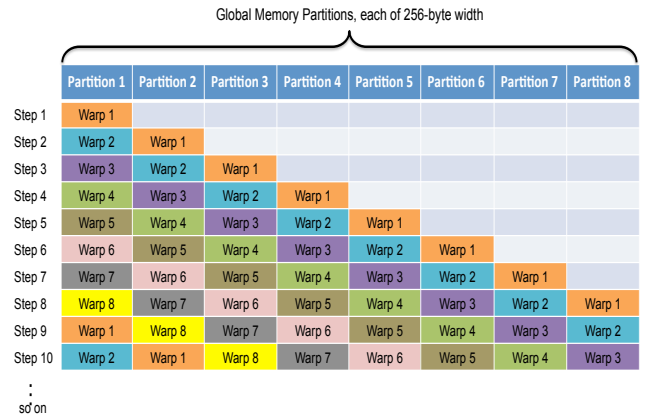 Global Memory Partitions, each of 256-byte width
Partition 1 Partition 2 Partition 3 Partition 4 Partition 5 Partition 6 Partition 7 Partition 8
Step 1 Warp 1
Step 2 Warp 2 Warp 1
Step 3 Warp 3 Warp 2 Warp 1
Step 4 Warp 4 Warp 3 Warp 2 Warp 1
Step 5 Warp 5 Warp 4 Warp 3 Warp 2 Warp 1
Step 6 Warp 6 Warp 5 Warp 4 Warp 3 Warp 2 Warp 1
Step 7 Warp 7 Warp 6 Warp 5 Warp 4 Warp 3 Warp 2 Warp 1
Step 8 Warp 8 Warp 7 Warp 6 Warp 5 Warp 4 Warp 3 Warp 2 Warp 1
Step 9 Warp 1 Warp 8 Warp 7 Warp 6 Warp 5 Warp 4 Warp 3 Warp 2
Step 10 Warp 2 Warp 1 Warp 8 Warp 7 Warp 6 Warp 5 Warp 4 Warp 3
so on